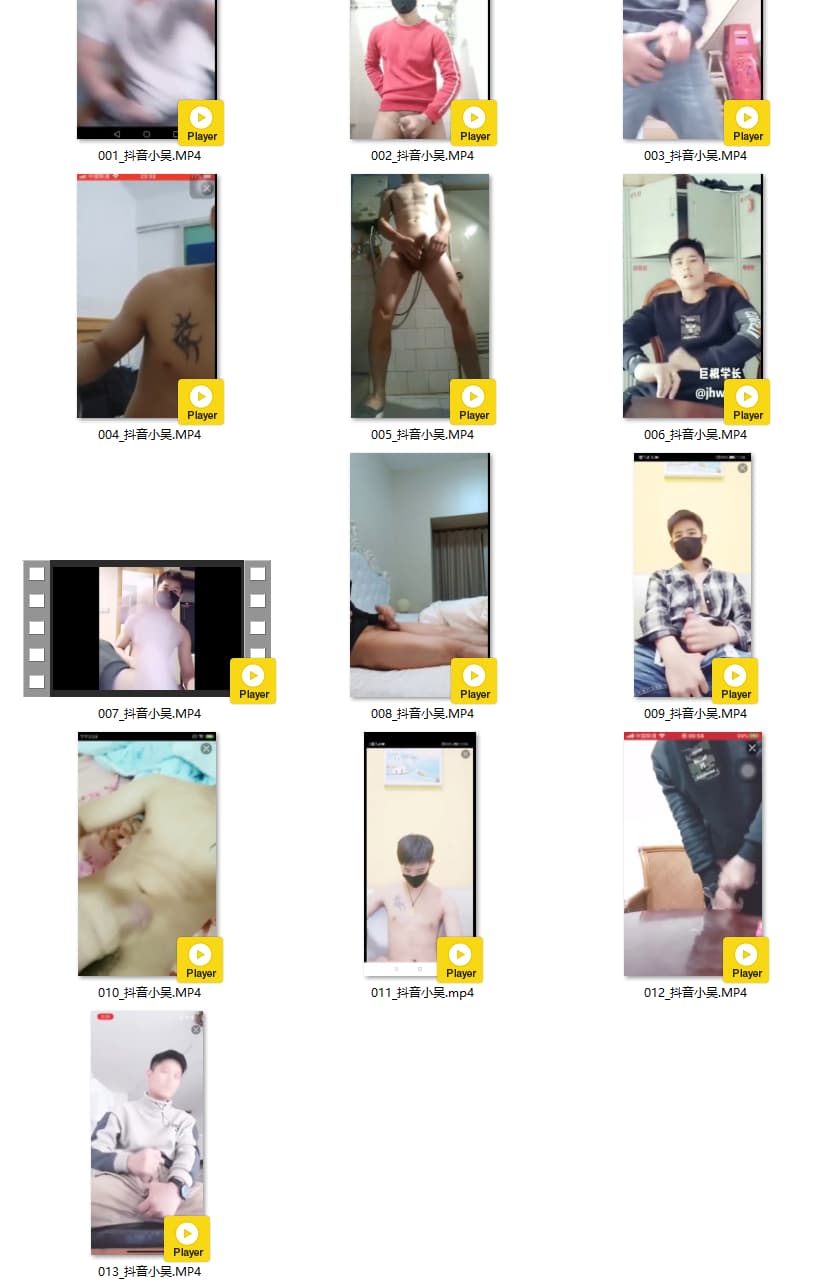 Player
Player
Player
001_抖音小吴.MP4
002_抖音小吴.MP4
003_抖音小吴.MP4
巨根学长
@jhw
Player
Player
Player
004_抖音小吴.MP4
005_抖音小吴.MP4
006_抖音小吴.MP4
Player
Player
Player
007_抖音小吴.MP4
008_抖音小吴.MP4
009_抖音小吴.MP4
Player
Player
Player
010_抖音小吴.MP4
011_抖音小吴.mp4
012_抖音小吴.MP4
Player
013_抖音小吴.MP4